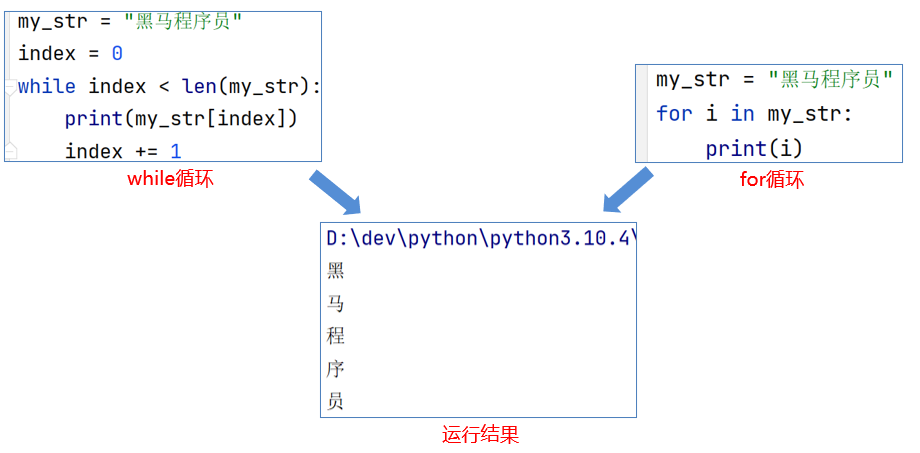 my_str = "黑马程序员"
index = 0
while index < len(my_str):
    print(my_str[index])
    index += 1
while循环
my_str = "黑马程序员"
for i in my_str:
    print(i)
for循环
D:\dev\python\python3.10.4\
黑
马
程
序
员
运行结果